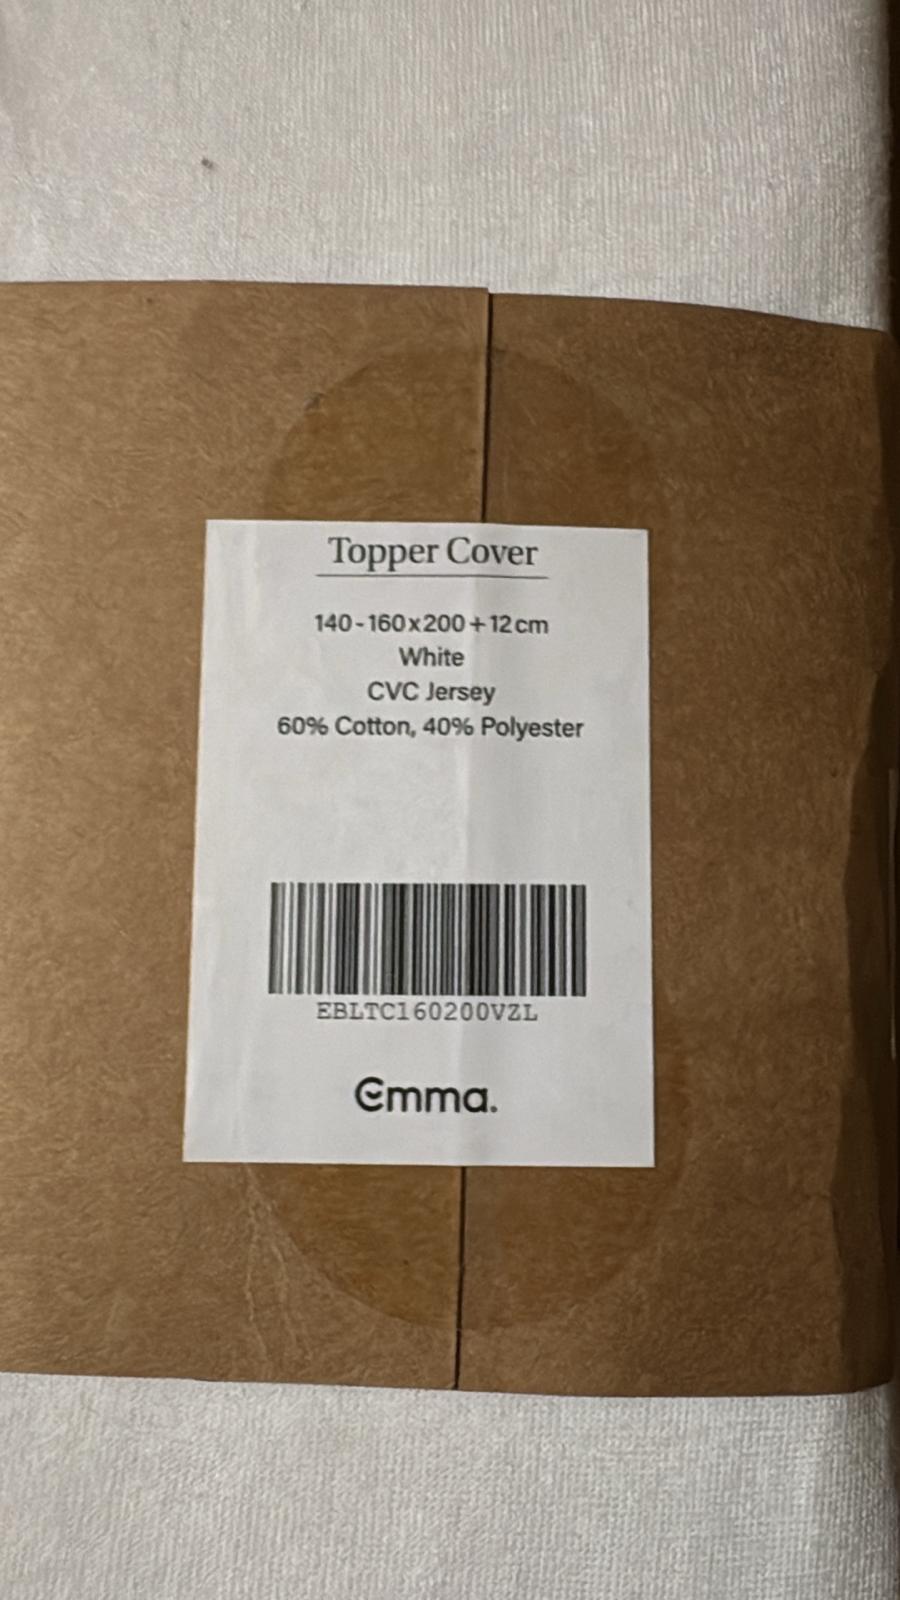 Topper Cover
140-160x200+12cm
White
CVC Jersey
60% Cotton, 40% Polyester
EBLTC160200VZL
emma.